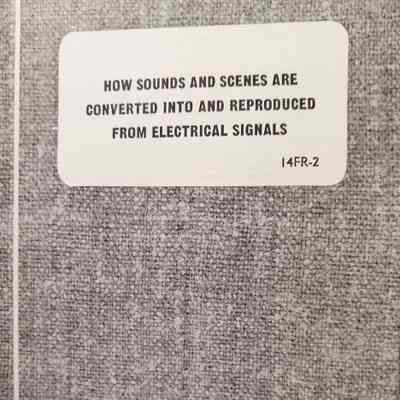 HOW SOUNDS AND SCENES ARE
CONVERTED INTO AND REPRODUCED
FROM ELECTRICAL SIGNALS
14FR-2